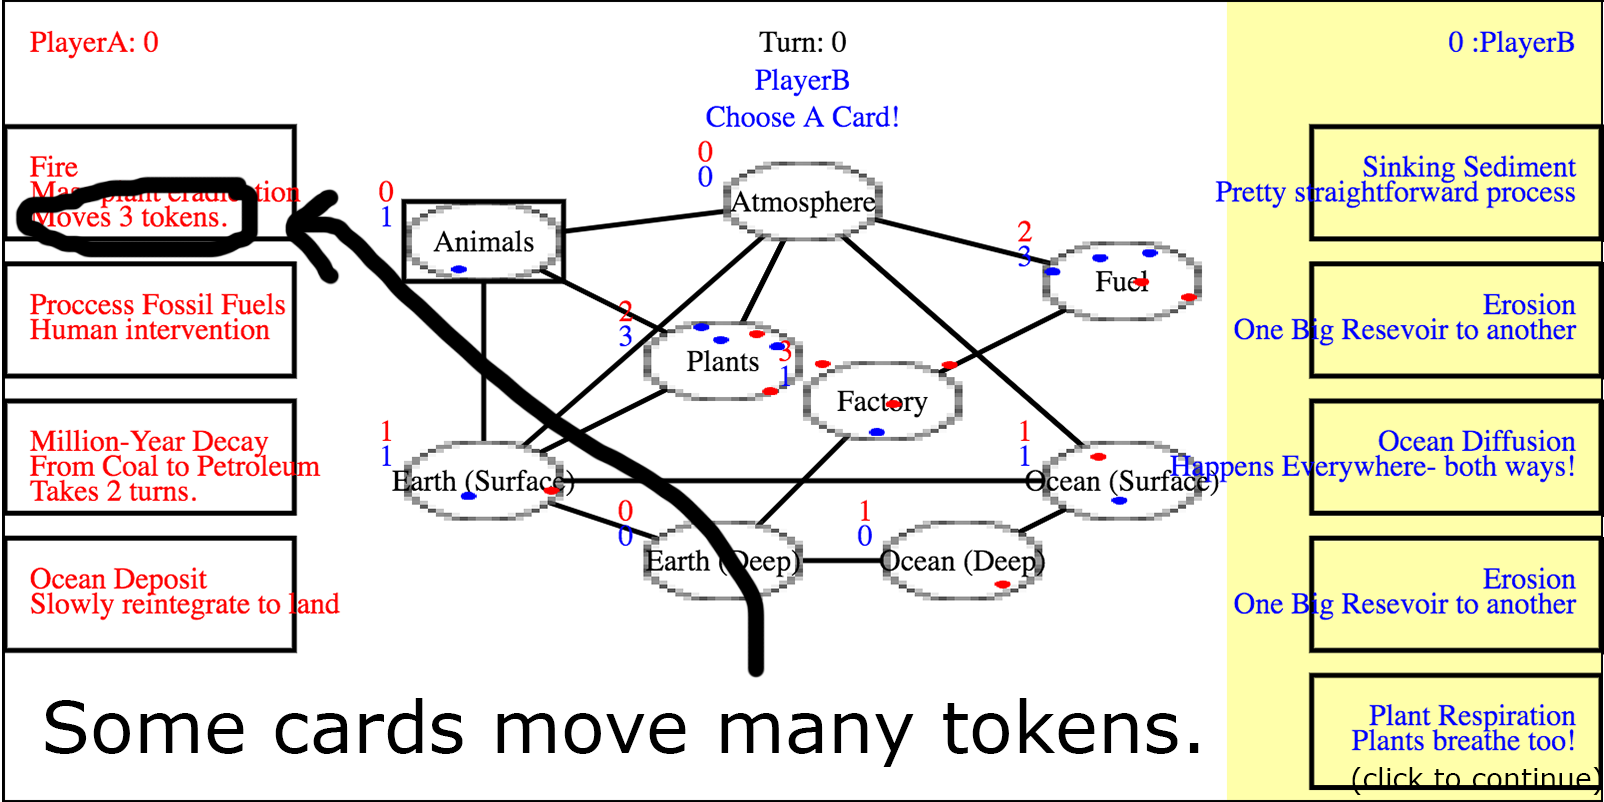 PlayerA: 0
Turn: 0
0 :PlayerB
PlayerB
Choose A Card!
Fire
Mass plant eradication
Moves 3 tokens.
Proccess Fossil Fuels
Human intervention
Million-Year Decay
From Coal to Petroleum
Takes 2 turns.
Ocean Deposit
Slowly reintegrate to land
0
0
Atmosphere
0
1
Animals
2
3
Fuel
2
3
Plants
3
1
Factory
1
1
Earth (Surface)
1
1
Ocean (Surface)
0
0
Earth (Deep)
1
0
Ocean (Deep)
Sinking Sediment
Pretty straightforward process
Erosion
One Big Resevoir to another
Ocean Diffusion
Happens Everywhere- both ways!
Erosion
One Big Resevoir to another
Plant Respiration
Plants breathe too!
Some cards move many tokens.
(click to continue)